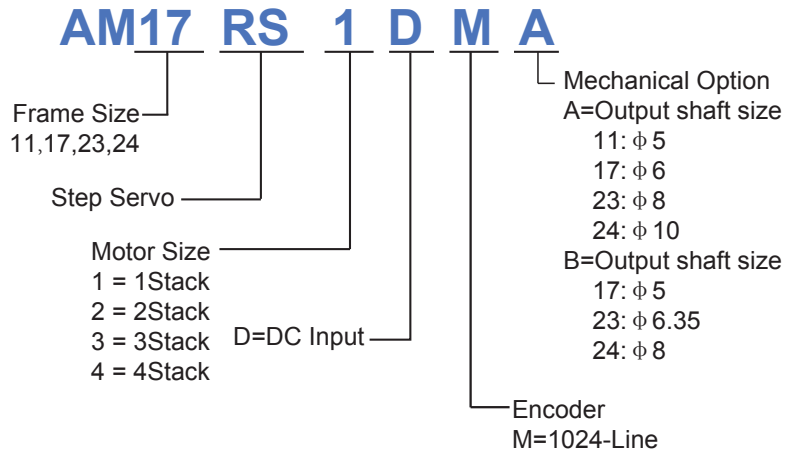 AM17 RS 1 D M A
Frame Size
11,17,23,24
Step Servo
Motor Size
1 = 1Stack
2 = 2Stack
3 = 3Stack
4 = 4Stack
D=DC Input
Encoder
M=1024-Line
Mechanical Option
A=Output shaft size
11: ϕ 5
17: ϕ 6
23: ϕ 8
24: ϕ 10
B=Output shaft size
17: ϕ 5
23: ϕ 6.35
24: ϕ 8